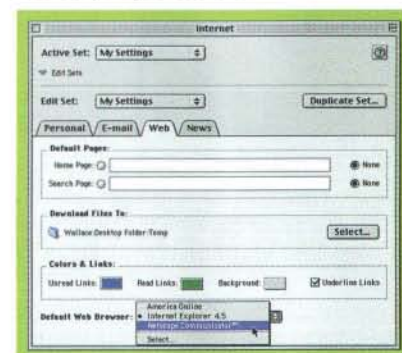 Internet
Active Set: My Settings
Edit Sets
Edit Set: My Settings Duplicate Set...
Personal E-mail Web News
Default Pages:
Home Page: None
Search Page: None
Download Files To:
Wallace Desktop Folder Temp Select...
Colors & Links:
Unread Links: Read Links: Background: Underline Links
America Online
Default Web Browser: Internet Explorer 4.5
Netscape Communicator™
Select...